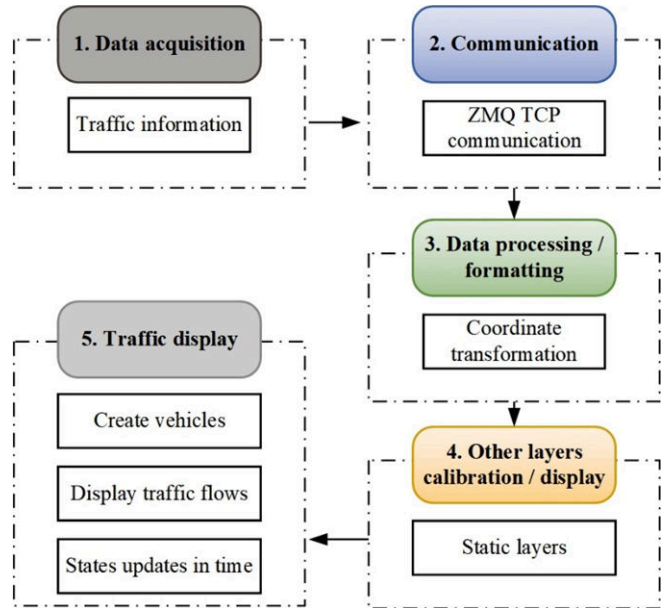 1. Data acquisition
Traffic information
2. Communication
ZMQ TCP
communication
3. Data processing /
formatting
Coordinate
transformation
4. Other layers
calibration / display
Static layers
5. Traffic display
Create vehicles
Display traffic flows
States updates in time